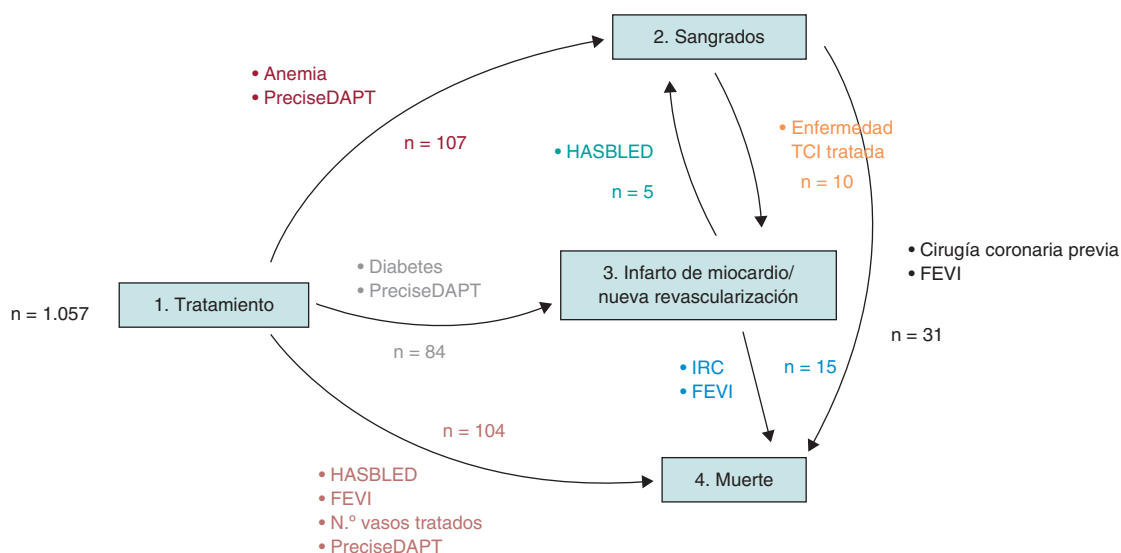 2. Sangrados
• Anemia
• PreciseDAPT
n = 107
• HASBLED
n = 5
• Enfermedad
TCI tratada
n = 10
• Cirugía coronaria previa
• FEVI
n = 31
n = 1.057
1. Tratamiento
• Diabetes
• PreciseDAPT
n = 84
3. Infarto de miocardio/
nueva revascularización
• IRC
• FEVI
n = 15
n = 104
• HASBLED
• FEVI
• N.º vasos tratados
• PreciseDAPT
4. Muerte